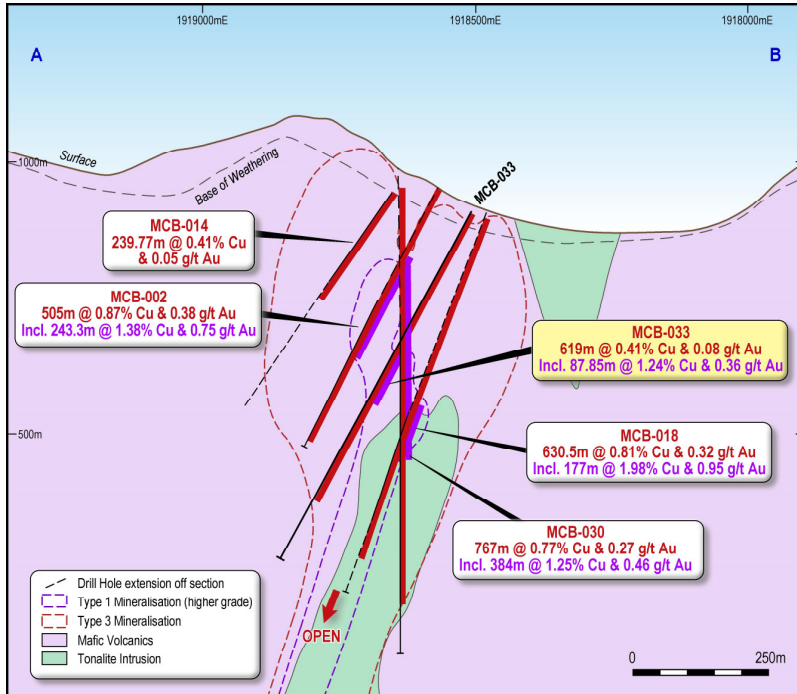 1919000mE
1918500mE
1918000mE
A
B
Surface
Base of Weathering
1000m
500m
MCB-033
MCB-014
239.77m @ 0.41% Cu
& 0.05 g/t Au
MCB-002
505m @ 0.87% Cu & 0.38 g/t Au
Incl. 243.3m @ 1.38% Cu & 0.75 g/t Au
MCB-033
619m @ 0.41% Cu & 0.08 g/t Au
Incl. 87.85m @ 1.24% Cu & 0.36 g/t Au
MCB-018
630.5m @ 0.81% Cu & 0.32 g/t Au
Incl. 177m @ 1.98% Cu & 0.95 g/t Au
MCB-030
767m @ 0.77% Cu & 0.27 g/t Au
Incl. 384m @ 1.25% Cu & 0.46 g/t Au
OPEN
Drill Hole extension off section
Type 1 Mineralisation (higher grade)
Type 3 Mineralisation
Mafic Volcanics
Tonalite Intrusion
0
250m